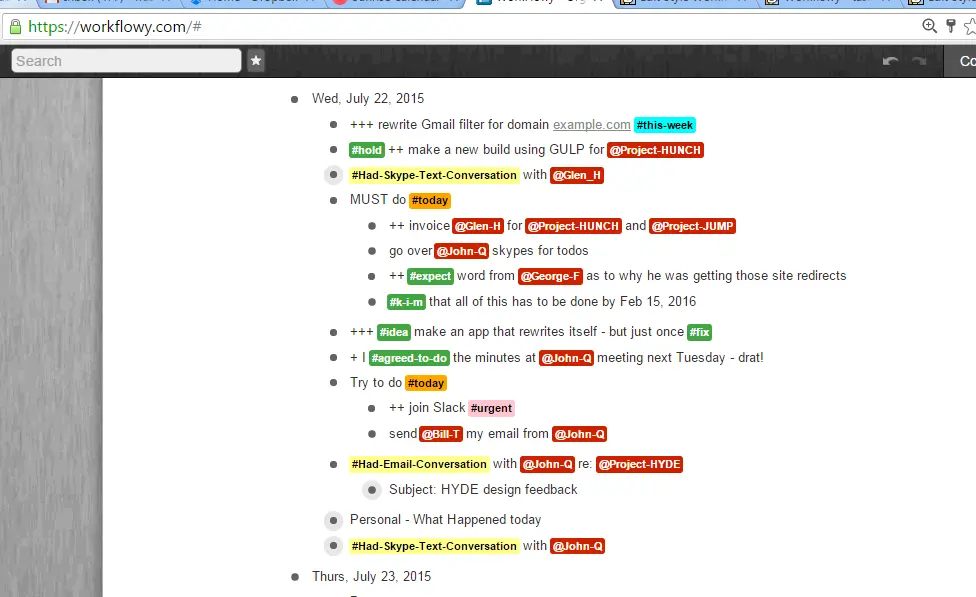 https://workflowy.com/#
Search
Co
Wed, July 22, 2015
+++ rewrite Gmail filter for domain example.com #this-week
#hold ++ make a new build using GULP for @Project-HUNCH
#Had-Skype-Text-Conversation with @Glen_H
MUST do #today
++ invoice @Glen-H for @Project-HUNCH and @Project-JUMP
go over @John-Q skypes for todos
++ #expect word from @George-F as to why he was getting those site redirects
#k-i-m that all of this has to be done by Feb 15, 2016
+++ #idea make an app that rewrites itself - but just once #fix
+ I #agreed-to-do the minutes at @John-Q meeting next Tuesday - drat!
Try to do #today
++ join Slack #urgent
send @Bill-T my email from @John-Q
#Had-Email-Conversation with @John-Q re: @Project-HYDE
Subject: HYDE design feedback
Personal - What Happened today
#Had-Skype-Text-Conversation with @John-Q
Thurs, July 23, 2015